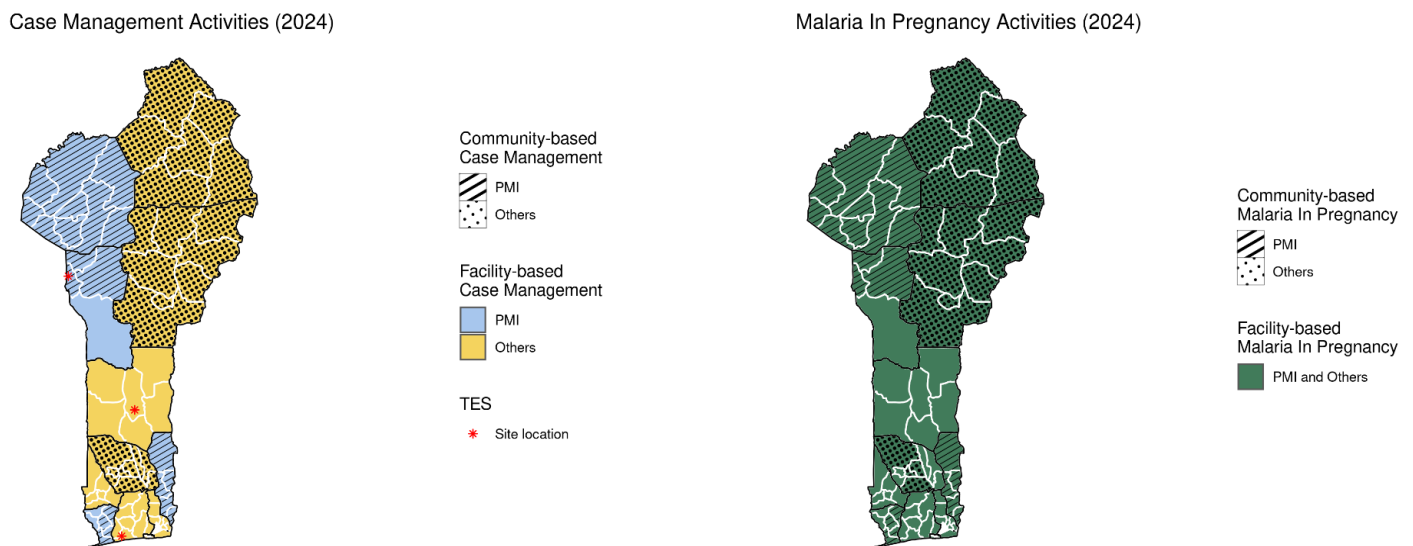 Case Management Activities (2024)
Community-based
Case Management
PMI
Others
Facility-based
Case Management
PMI
Others
TES
Site location
Malaria In Pregnancy Activities (2024)
Community-based
Malaria In Pregnancy
PMI
Others
Facility-based
Malaria In Pregnancy
PMI and Others